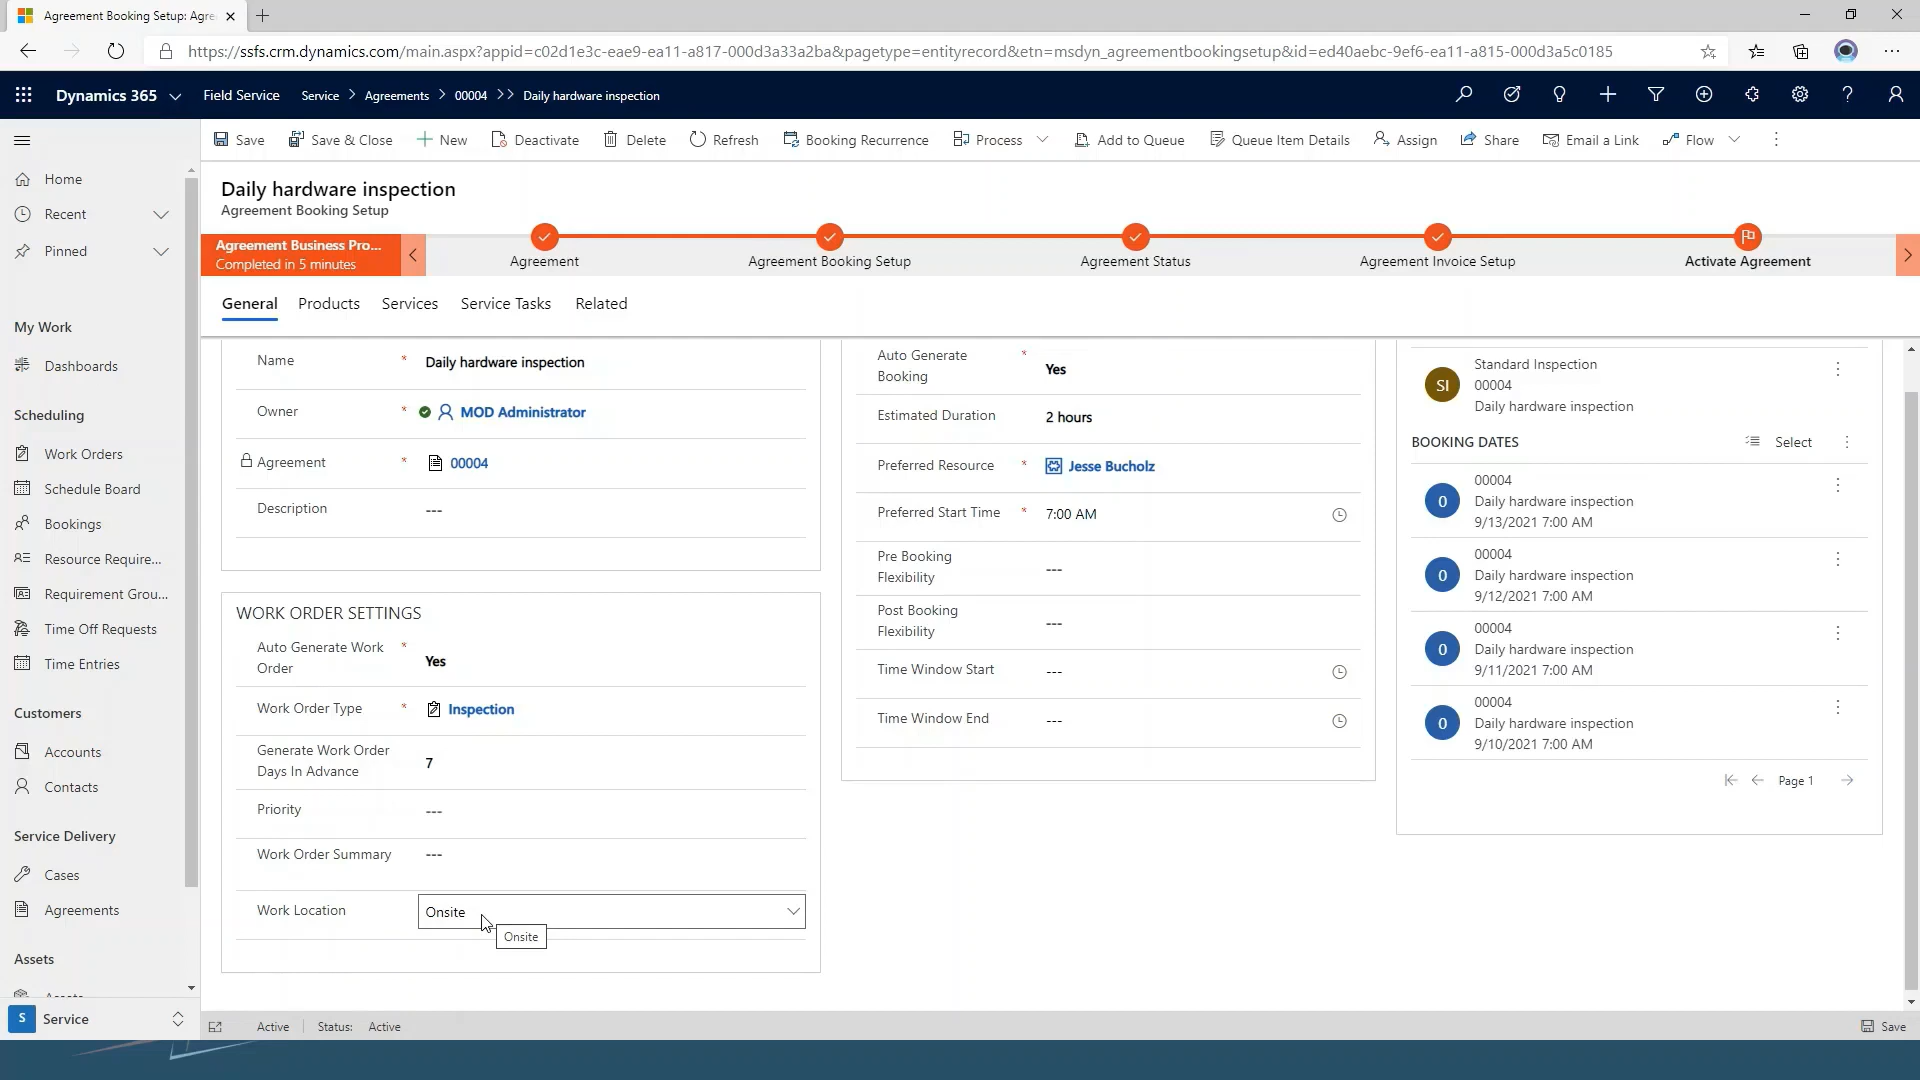 Agreement Booking Setup: Agre
https://ssfs.crm.dynamics.com/main.aspx?appid=c02d1e3c-eae9-ea11-a817-000d3a33a2ba&pagetype=entityrecord&etn=msdyn_agreementbookingsetup&id=ed40aebc-9ef6-ea11-a815-000d3a5c0185
Dynamics 365 Field Service Service > Agreements > 00004 >> Daily hardware inspection
Save Save & Close New Deactivate Delete Refresh Booking Recurrence Process Add to Queue Queue Item Details Assign Share Email a Link Flow
Home
Recent
Pinned
My Work
Dashboards
Scheduling
Work Orders
Schedule Board
Bookings
Resource Require...
Requirement Grou...
Time Off Requests
Time Entries
Customers
Accounts
Contacts
Service Delivery
Cases
Agreements
Assets
Assets
S Service
Daily hardware inspection
Agreement Booking Setup
Agreement Business Pro...
Completed in 5 minutes
Agreement
Agreement Booking Setup
Agreement Status
Agreement Invoice Setup
Activate Agreement
General Products Services Service Tasks Related
Name * Daily hardware inspection
Owner * MOD Administrator
Agreement * 00004
Description ---
WORK ORDER SETTINGS
Auto Generate Work
Order * Yes
Work Order Type * Inspection
Generate Work Order
Days In Advance 7
Priority ---
Work Order Summary ---
Work Location Onsite
Onsite
Auto Generate
Booking * Yes
Estimated Duration 2 hours
Preferred Resource * Jesse Bucholz
Preferred Start Time * 7:00 AM
Pre Booking
Flexibility ---
Post Booking
Flexibility ---
Time Window Start ---
Time Window End ---
SI
Standard Inspection
00004
Daily hardware inspection
BOOKING DATES Select
0
00004
Daily hardware inspection
9/13/2021 7:00 AM
0
00004
Daily hardware inspection
9/12/2021 7:00 AM
0
00004
Daily hardware inspection
9/11/2021 7:00 AM
0
00004
Daily hardware inspection
9/10/2021 7:00 AM
Page 1
Active Status: Active Save